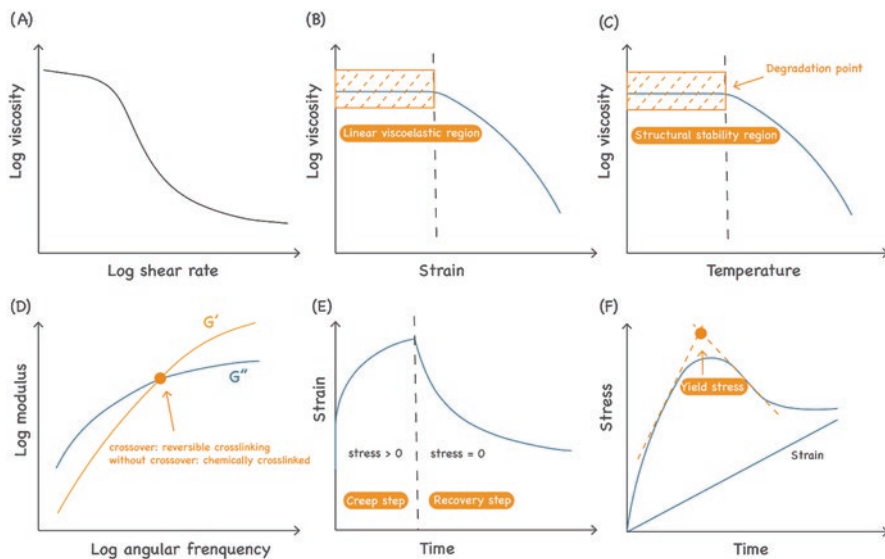 (A)
Log viscosity
Log shear rate
(B)
Log viscosity
Linear viscoelastic region
Strain
(C)
Log viscosity
Degradation point
Structural stability region
Temperature
(D)
Log modulus
G'
G"
crossover: reversible crosslinking
without crossover: chemically crosslinked
Log angular frenquency
(E)
Strain
stress > 0
stress = 0
Creep step
Recovery step
Time
(F)
Stress
Yield stress
Strain
Time